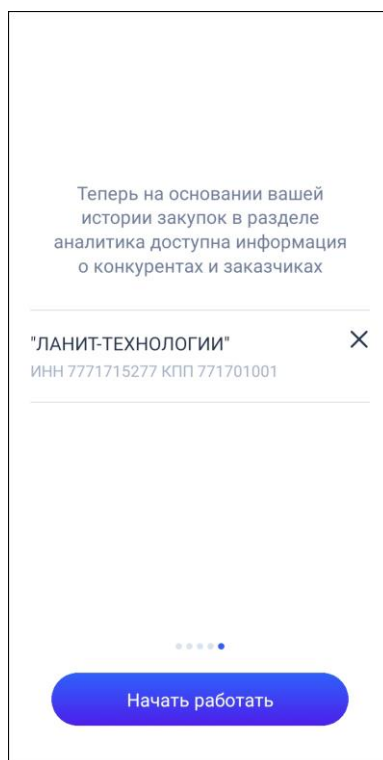 Теперь на основании вашей
истории закупок в разделе
аналитика доступна информация
о конкурентах и заказчиках
"ЛАНИТ-ТЕХНОЛОГИИ"
ИНН 7771715277 КПП 771701001
Начать работать